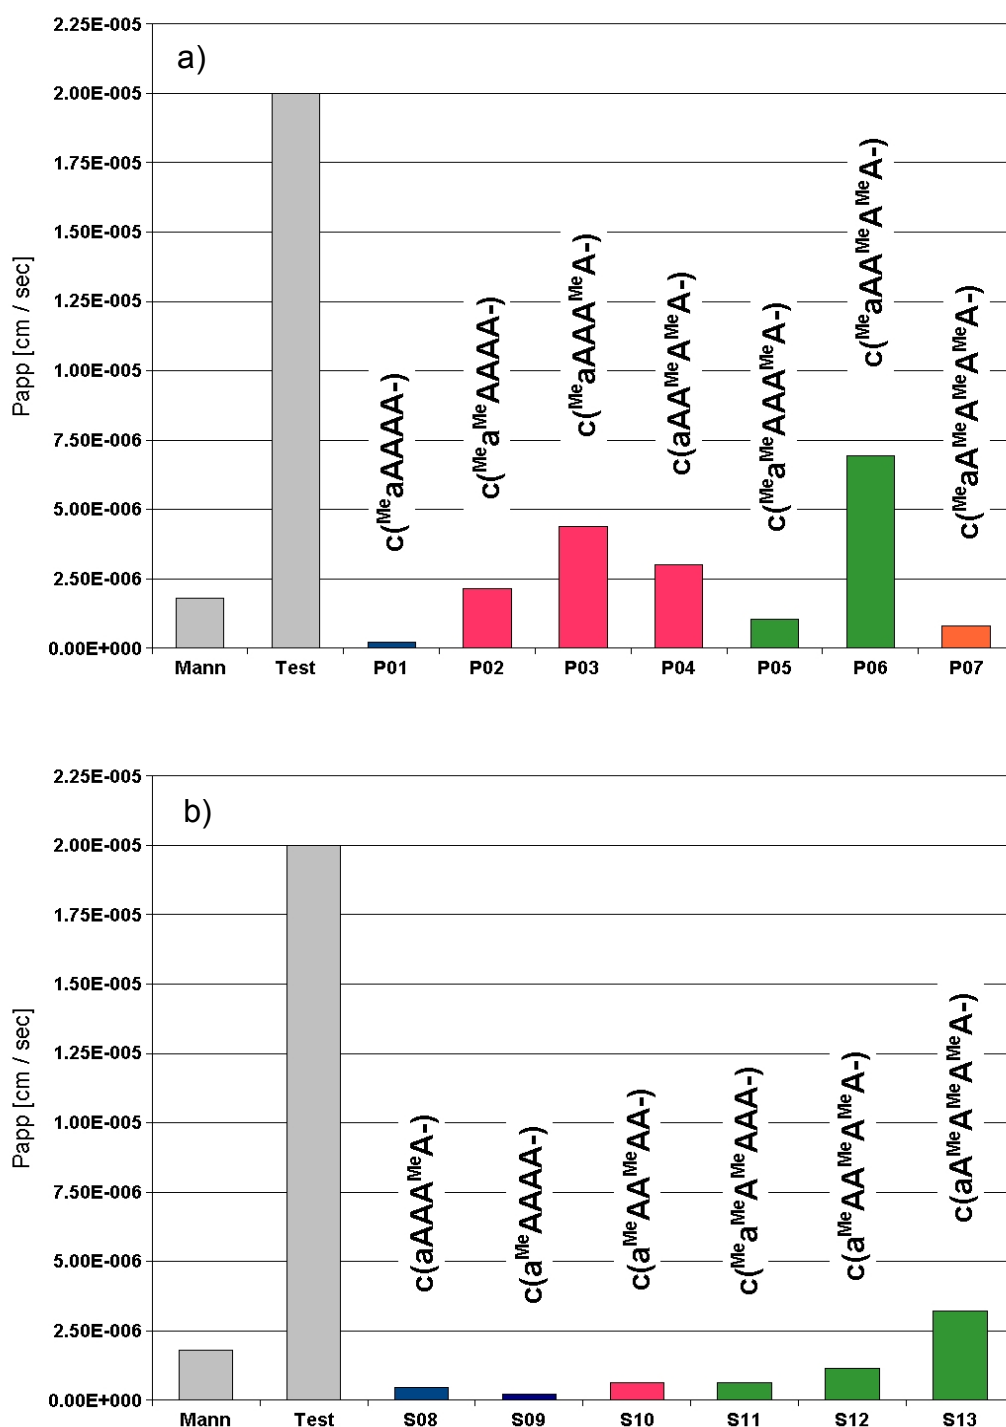 a)
Papp [cm / sec]
2.25E-005
2.00E-005
1.75E-005
1.50E-005
1.25E-005
1.00E-005
7.50E-006
5.00E-006
2.50E-006
0.00E+000
c(MeaAAAA-)
c(MeaMeAAAA-)
c(MeaAAAMeA-)
c(aAAMeAMeA-)
c(MeaMeAAAMeA-)
c(MeaAAMeAMeA-)
c(MeaAMeAMeAMeA-)
Mann Test P01 P02 P03 P04 P05 P06 P07
b)
Papp [cm / sec]
2.25E-005
2.00E-005
1.75E-005
1.50E-005
1.25E-005
1.00E-005
7.50E-006
5.00E-006
2.50E-006
0.00E+000
c(aAAAMeA-)
c(aMeAAAA-)
c(aMeAAMeAA-)
c(MeaMeAMeAAA-)
c(aMeAAMeAMeA-)
c(aAMeAMeAMeA-)
Mann Test S08 S09 S10 S11 S12 S13